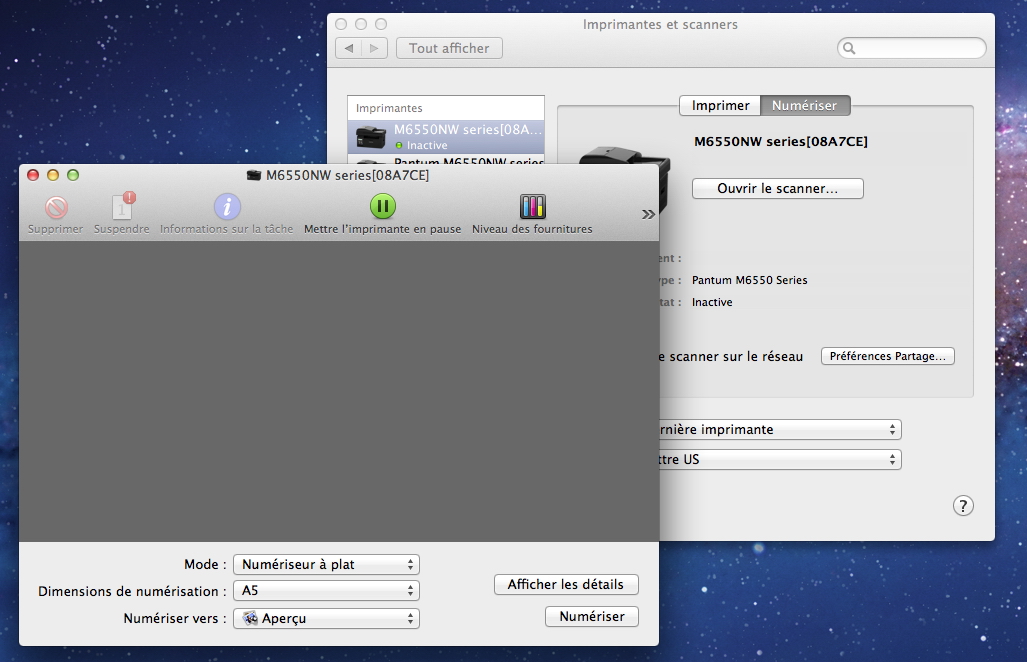 Imprimantes et scanners
Tout afficher
Imprimantes
M6550NW series[08A...
Inactive
Pantum M6550NW series
Imprimer
Numériser
M6550NW series[08A7CE]
Ouvrir le scanner...
ent :
pe : Pantum M6550 Series
tat : Inactive
e scanner sur le réseau
Préférences Partage...
rnière imprimante
ttre US
?
M6550NW series[08A7CE]
Supprimer
Suspendre
Informations sur la tâche
Mettre l'imprimante en pause
Niveau des fournitures
Mode : Numériseur à plat
Dimensions de numérisation : A5
Numériser vers : Aperçu
Afficher les détails
Numériser